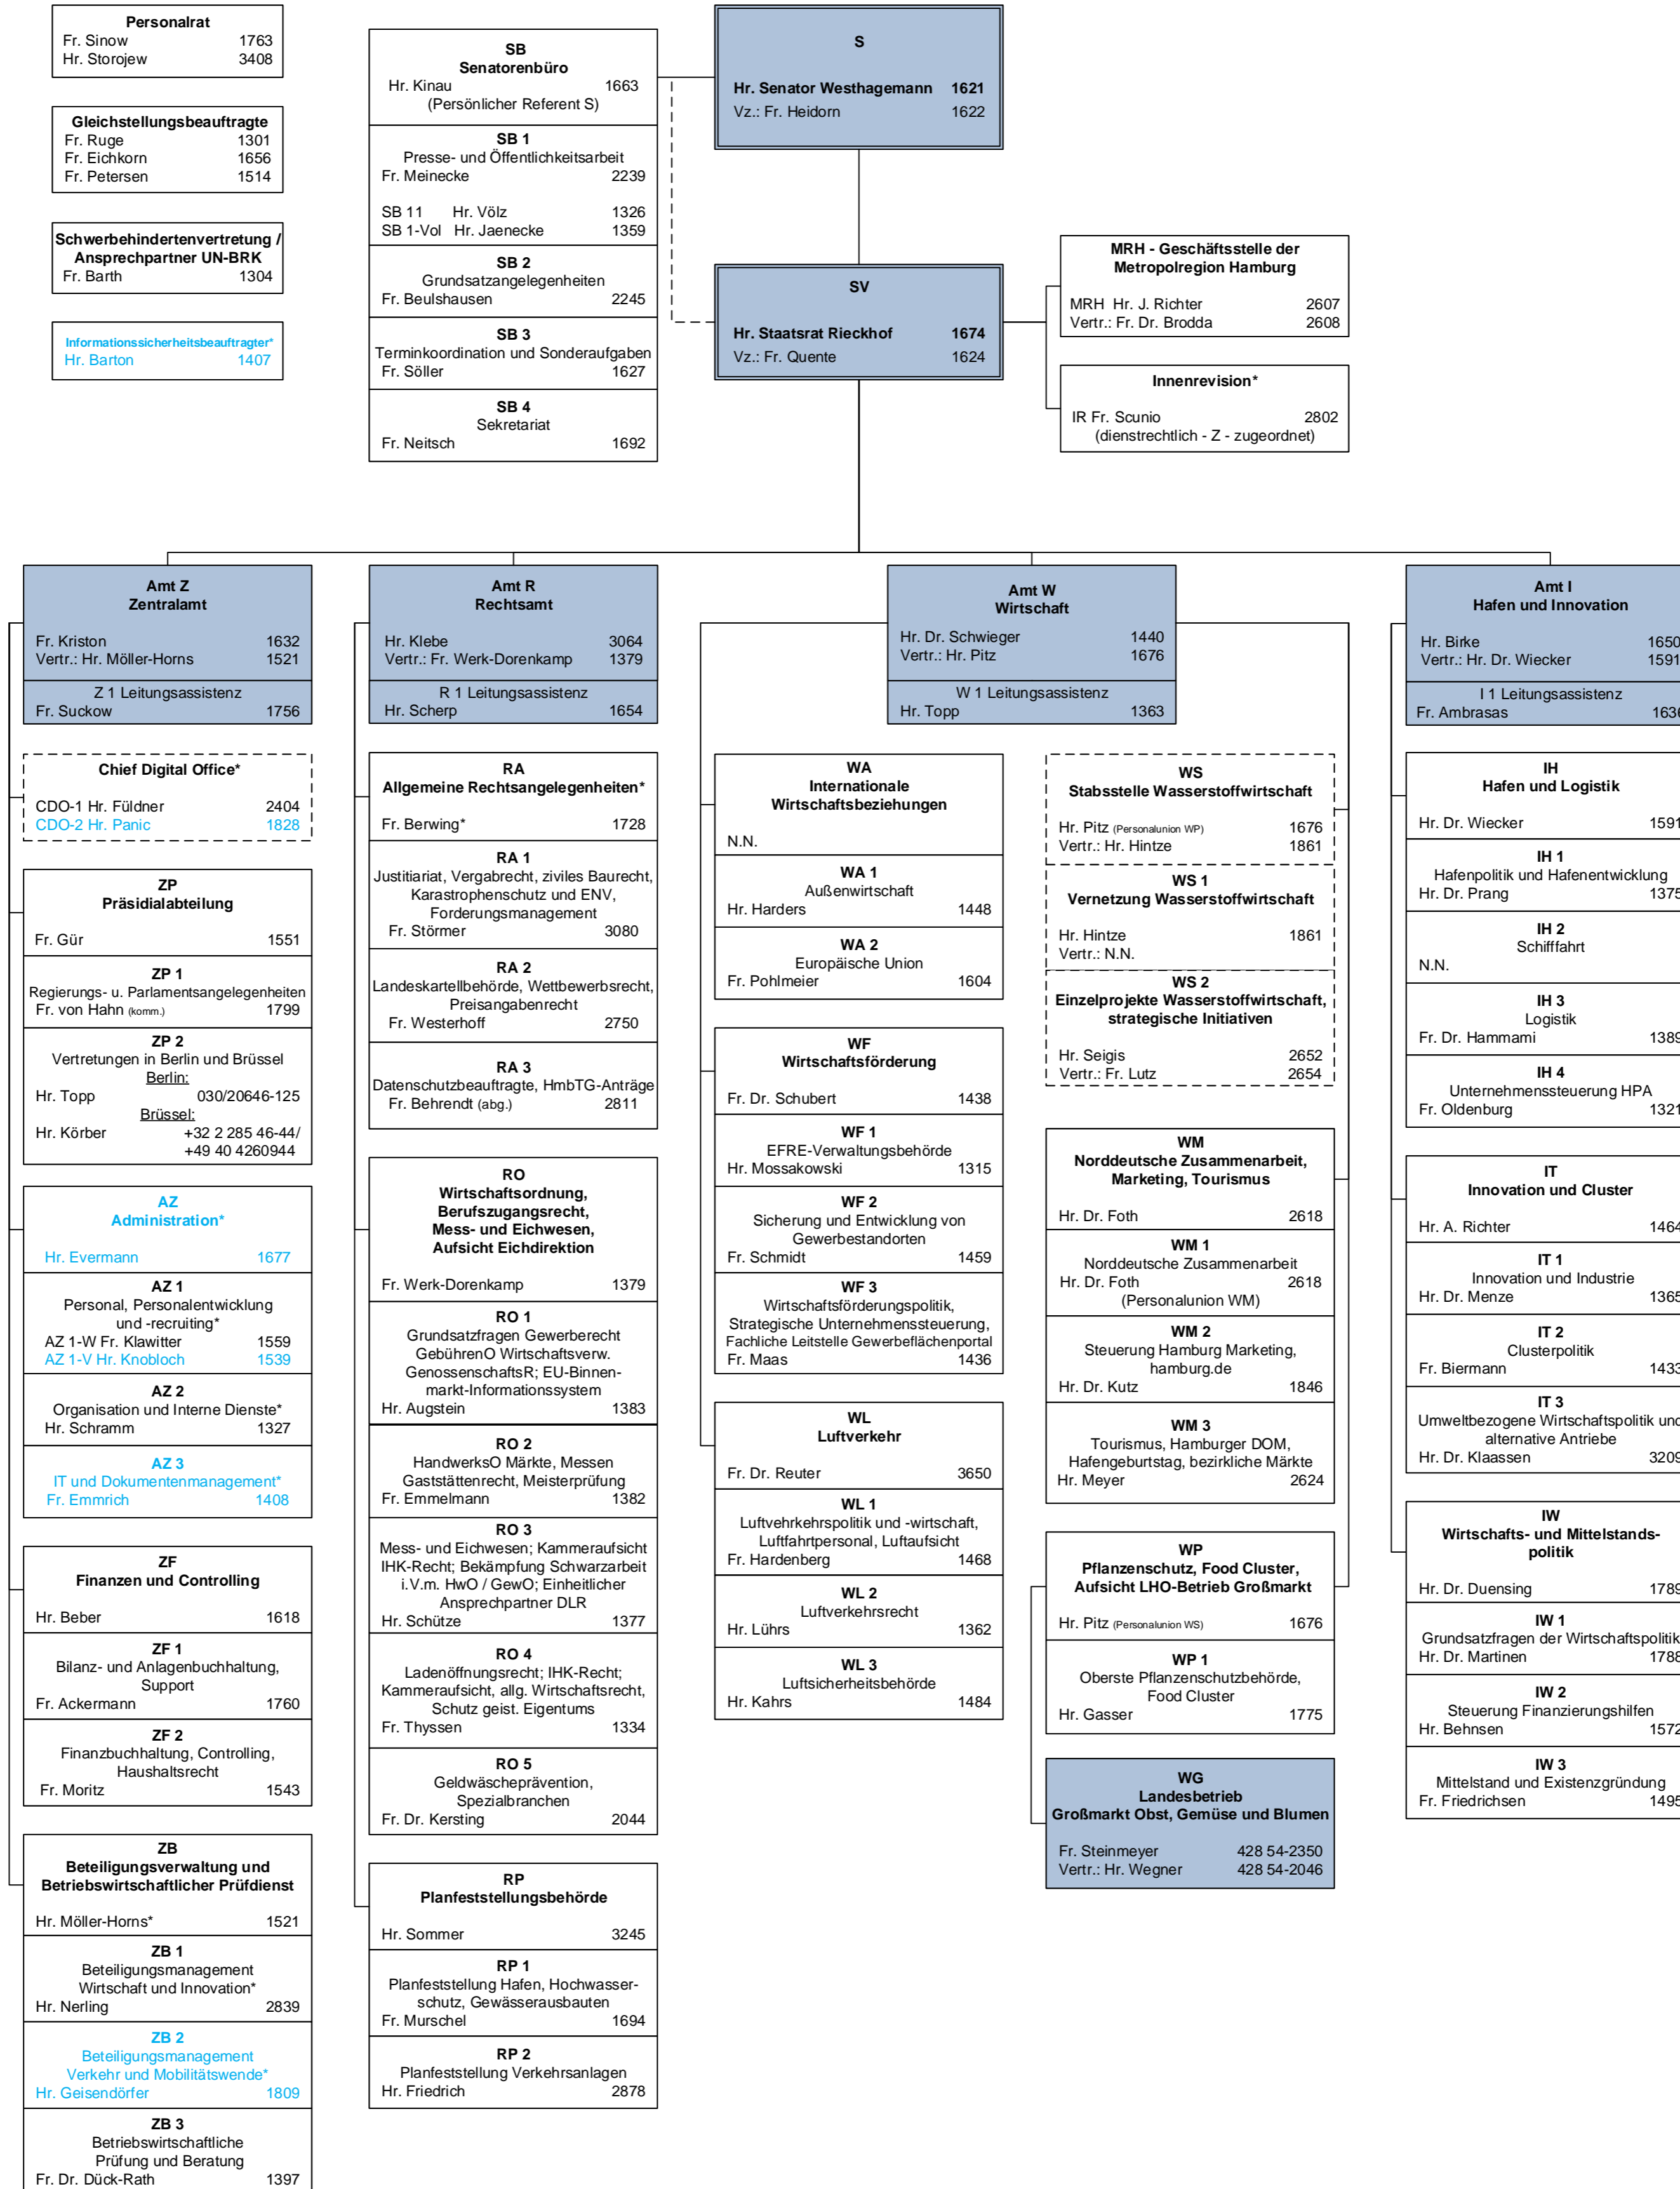 Personalrat
Fr. Sinow 1763
Hr. Storojew 3408
Gleichstellungsbeauftragte
Fr. Ruge 1301
Fr. Eichkorn 1656
Fr. Petersen 1514
Schwerbehindertenvertretung /
Ansprechpartner UN-BRK
Fr. Barth 1304
Informationssicherheitsbeauftragter*
Hr. Barton 1407
SB
Senatorenbüro
Hr. Kinau 1663
(Persönlicher Referent S)
SB 1
Presse- und Öffentlichkeitsarbeit
Fr. Meinecke 2239
SB 11 Hr. Völz 1326
SB 1-Vol Hr. Jaenecke 1359
SB 2
Grundsatzangelegenheiten
Fr. Beulshausen 2245
SB 3
Terminkoordination und Sonderaufgaben
Fr. Söller 1627
SB 4
Sekretariat
Fr. Neitsch 1692
S
Hr. Senator Westhagemann 1621
Vz.: Fr. Heidorn 1622
SV
Hr. Staatsrat Rieckhof 1674
Vz.: Fr. Quente 1624
MRH - Geschäftsstelle der
Metropolregion Hamburg
MRH Hr. J. Richter 2607
Vertr.: Fr. Dr. Brodda 2608
Innenrevision*
IR Fr. Scunio 2802
(dienstrechtlich - Z - zugeordnet)
Amt Z
Zentralamt
Fr. Kriston 1632
Vertr.: Hr. Möller-Horns 1521
Z 1 Leitungsassistenz
Fr. Suckow 1756
Chief Digital Office*
CDO-1 Hr. Füldner 2404
CDO-2 Hr. Panic 1828
ZP
Präsidialabteilung
Fr. Gür 1551
ZP 1
Regierungs- u. Parlamentsangelegenheiten
Fr. von Hahn (komm.) 1799
ZP 2
Vertretungen in Berlin und Brüssel
Berlin:
Hr. Topp 030/20646-125
Brüssel:
Hr. Körber +32 2 285 46-44/
+49 40 4260944
AZ
Administration*
Hr. Evermann 1677
AZ 1
Personal, Personalentwicklung
und -recruiting*
AZ 1-W Fr. Klawitter 1559
AZ 1-V Hr. Knobloch 1539
AZ 2
Organisation und Interne Dienste*
Hr. Schramm 1327
AZ 3
IT und Dokumentenmanagement*
Fr. Emmrich 1408
ZF
Finanzen und Controlling
Hr. Beber 1618
ZF 1
Bilanz- und Anlagenbuchhaltung,
Support
Fr. Ackermann 1760
ZF 2
Finanzbuchhaltung, Controlling,
Haushaltsrecht
Fr. Moritz 1543
ZB
Beteiligungsverwaltung und
Betriebswirtschaftlicher Prüfdienst
Hr. Möller-Horns* 1521
ZB 1
Beteiligungsmanagement
Wirtschaft und Innovation*
Hr. Nerling 2839
ZB 2
Beteiligungsmanagement
Verkehr und Mobilitätswende*
Hr. Geisendörfer 1809
ZB 3
Betriebswirtschaftliche
Prüfung und Beratung
Fr. Dr. Dück-Rath 1397
Amt R
Rechtsamt
Hr. Klebe 3064
Vertr.: Fr. Werk-Dorenkamp 1379
R 1 Leitungsassistenz
Hr. Scherp 1654
RA
Allgemeine Rechtsangelegenheiten*
Fr. Berwing* 1728
RA 1
Justitiariat, Vergabrecht, ziviles Baurecht,
Karastrophenschutz und ENV,
Forderungsmanagement
Fr. Störmer 3080
RA 2
Landeskartellbehörde, Wettbewerbsrecht,
Preisangabenrecht
Fr. Westerhoff 2750
RA 3
Datenschutzbeauftragte, HmbTG-Anträge
Fr. Behrendt (abg.) 2811
RO
Wirtschaftsordnung,
Berufszugangsrecht,
Mess- und Eichwesen,
Aufsicht Eichdirektion
Fr. Werk-Dorenkamp 1379
RO 1
Grundsatzfragen Gewerberecht
GebührenO Wirtschaftsverw.
GenossenschaftsR; EU-Binnen-
markt-Informationssystem
Hr. Augstein 1383
RO 2
HandwerksO Märkte, Messen
Gaststättenrecht, Meisterprüfung
Fr. Emmelmann 1382
RO 3
Mess- und Eichwesen; Kammeraufsicht
IHK-Recht; Bekämpfung Schwarzarbeit
i.V.m. HwO / GewO; Einheitlicher
Ansprechpartner DLR
Hr. Schütze 1377
RO 4
Ladenöffnungsrecht; IHK-Recht;
Kammeraufsicht, allg. Wirtschaftsrecht,
Schutz geist. Eigentums
Fr. Thyssen 1334
RO 5
Geldwäscheprävention,
Spezialbranchen
Fr. Dr. Kersting 2044
RP
Planfeststellungsbehörde
Hr. Sommer 3245
RP 1
Planfeststellung Hafen, Hochwasser-
schutz, Gewässerausbauten
Fr. Murschel 1694
RP 2
Planfeststellung Verkehrsanlagen
Hr. Friedrich 2878
Amt W
Wirtschaft
Hr. Dr. Schwieger 1440
Vertr.: Hr. Pitz 1676
W 1 Leitungsassistenz
Hr. Topp 1363
WA
Internationale
Wirtschaftsbeziehungen
N.N.
WA 1
Außenwirtschaft
Hr. Harders 1448
WA 2
Europäische Union
Fr. Pohlmeier 1604
WF
Wirtschaftsförderung
Fr. Dr. Schubert 1438
WF 1
EFRE-Verwaltungsbehörde
Hr. Mossakowski 1315
WF 2
Sicherung und Entwicklung von
Gewerbestandorten
Fr. Schmidt 1459
WF 3
Wirtschaftsförderungspolitik,
Strategische Unternehmenssteuerung,
Fachliche Leitstelle Gewerbeflächenportal
Fr. Maas 1436
WL
Luftverkehr
Fr. Dr. Reuter 3650
WL 1
Luftvehrkehrspolitik und -wirtschaft,
Luftfahrtpersonal, Luftaufsicht
Fr. Hardenberg 1468
WL 2
Luftverkehrsrecht
Hr. Lührs 1362
WL 3
Luftsicherheitsbehörde
Hr. Kahrs 1484
WS
Stabsstelle Wasserstoffwirtschaft
Hr. Pitz (Personalunion WP) 1676
Vertr.: Hr. Hintze 1861
WS 1
Vernetzung Wasserstoffwirtschaft
Hr. Hintze 1861
Vertr.: N.N.
WS 2
Einzelprojekte Wasserstoffwirtschaft,
strategische Initiativen
Hr. Seigis 2652
Vertr.: Fr. Lutz 2654
WM
Norddeutsche Zusammenarbeit,
Marketing, Tourismus
Hr. Dr. Foth 2618
WM 1
Norddeutsche Zusammenarbeit
Hr. Dr. Foth 2618
(Personalunion WM)
WM 2
Steuerung Hamburg Marketing,
hamburg.de
Hr. Dr. Kutz 1846
WM 3
Tourismus, Hamburger DOM,
Hafengeburtstag, bezirkliche Märkte
Hr. Meyer 2624
WP
Pflanzenschutz, Food Cluster,
Aufsicht LHO-Betrieb Großmarkt
Hr. Pitz (Personalunion WS) 1676
WP 1
Oberste Pflanzenschutzbehörde,
Food Cluster
Hr. Gasser 1775
WG
Landesbetrieb
Großmarkt Obst, Gemüse und Blumen
Fr. Steinmeyer 428 54-2350
Vertr.: Hr. Wegner 428 54-2046
Amt I
Hafen und Innovation
Hr. Birke 1650
Vertr.: Hr. Dr. Wiecker 1591
I 1 Leitungsassistenz
Fr. Ambrasas 1636
IH
Hafen und Logistik
Hr. Dr. Wiecker 1591
IH 1
Hafenpolitik und Hafenentwicklung
Hr. Dr. Prang 1375
IH 2
Schifffahrt
N.N.
IH 3
Logistik
Fr. Dr. Hammami 1389
IH 4
Unternehmenssteuerung HPA
Fr. Oldenburg 1321
IT
Innovation und Cluster
Hr. A. Richter 1464
IT 1
Innovation und Industrie
Hr. Dr. Menze 1365
IT 2
Clusterpolitik
Fr. Biermann 1433
IT 3
Umweltbezogene Wirtschaftspolitik und
alternative Antriebe
Hr. Dr. Klaassen 3209
IW
Wirtschafts- und Mittelstands-
politik
Hr. Dr. Duensing 1789
IW 1
Grundsatzfragen der Wirtschaftspolitik
Hr. Dr. Martinen 1788
IW 2
Steuerung Finanzierungshilfen
Hr. Behnsen 1572
IW 3
Mittelstand und Existenzgründung
Fr. Friedrichsen 1495